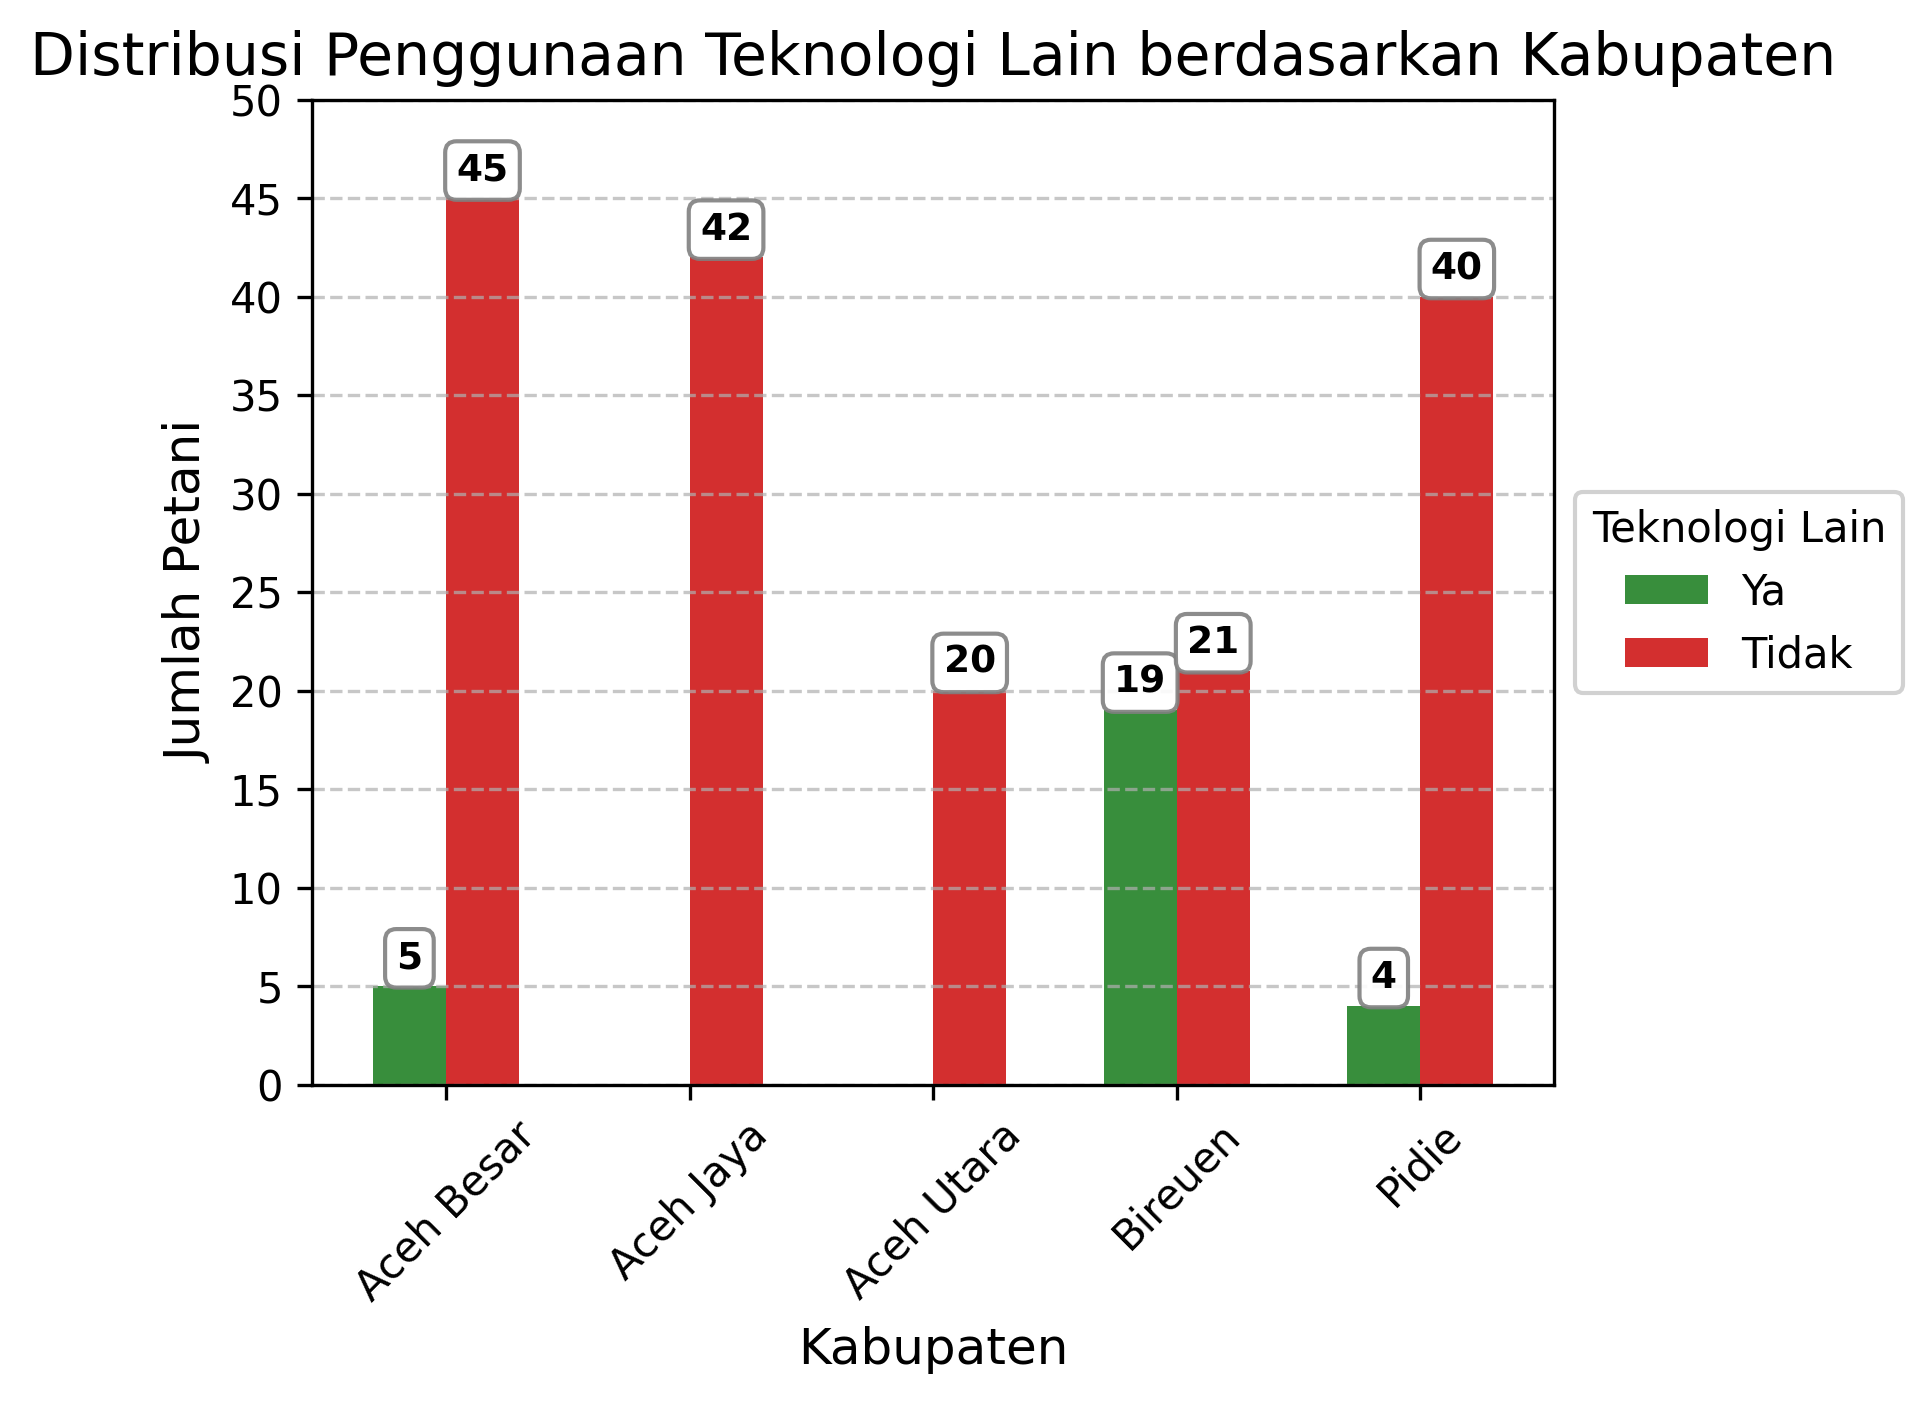 Distribusi Penggunaan Teknologi Lain berdasarkan Kabupaten
50
45
40
35
30
25
20
15
10
5
0
Jumlah Petani
5
45
42
20
19
21
4
40
Aceh Besar
Aceh Jaya
Aceh Utara
Bireuen
Pidie
Kabupaten
Teknologi Lain
Ya
Tidak